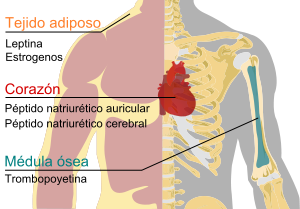 Tejido adiposo
Leptina
Estrogenos
Corazón
Péptido natriurético auricular
Péptido natriurético cerebral
Médula ósea
Trombopoyetina